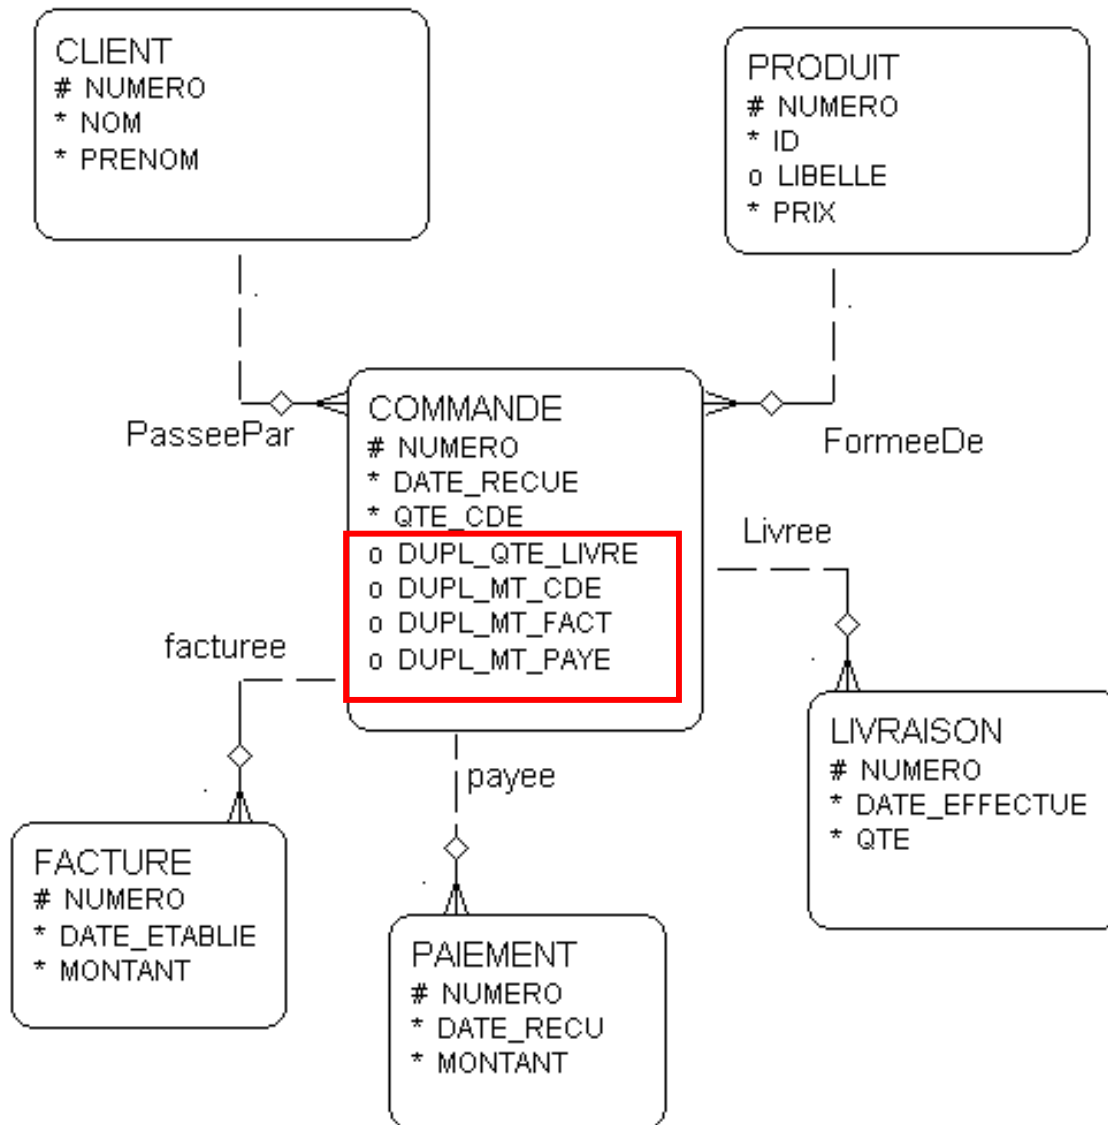 CLIENT
# NUMERO
* NOM
* PRENOM
PRODUIT
# NUMERO
* ID
o LIBELLE
* PRIX
PasseePar
FormeeDe
COMMANDE
# NUMERO
* DATE_RECUE
* QTE_CDE
o DUPL_QTE_LIVRE
o DUPL_MT_CDE
o DUPL_MT_FACT
o DUPL_MT_PAYE
Livree
facturee
payee
LIVRAISON
# NUMERO
* DATE_EFFECTUE
* QTE
FACTURE
# NUMERO
* DATE_ETABLIE
* MONTANT
PAIEMENT
# NUMERO
* DATE_RECU
* MONTANT